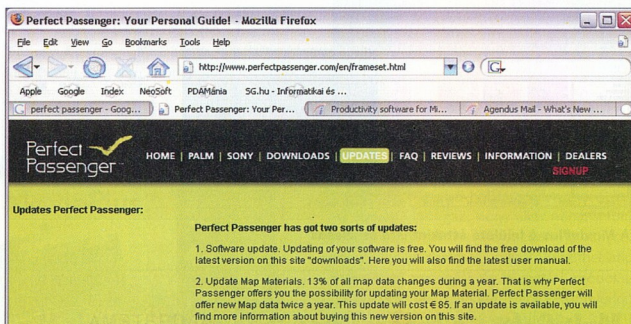 Perfect Passenger: Your Personal Guide! - Mozilla Firefox
File Edit View Go Bookmarks Tools Help
http://www.perfectpassenger.com/en/frameset.html G
Apple Google Index NeoSoft PDAMánia SG.hu - Informatikai és ...
perfect passenger - Goog... Perfect Passenger: Your Per... Productivity software for Mi... Agendus Mail - What's New ...
Perfect
Passenger
HOME | PALM | SONY | DOWNLOADS | UPDATES | FAQ | REVIEWS | INFORMATION | DEALERS
SIGNUP
Updates Perfect Passenger:
Perfect Passenger has got two sorts of updates:
1. Software update. Updating of your software is free. You will find the free download of the
latest version on this site "downloads". Here you will also find the latest user manual.
2. Update Map Materials. 13% of all map data changes during a year. That is why Perfect
Passenger offers you the possibility for updating your Map Material. Perfect Passenger will
offer new Map data twice a year. This update will cost € 85. If an update is available, you will
find more information about buying this new version on this site.